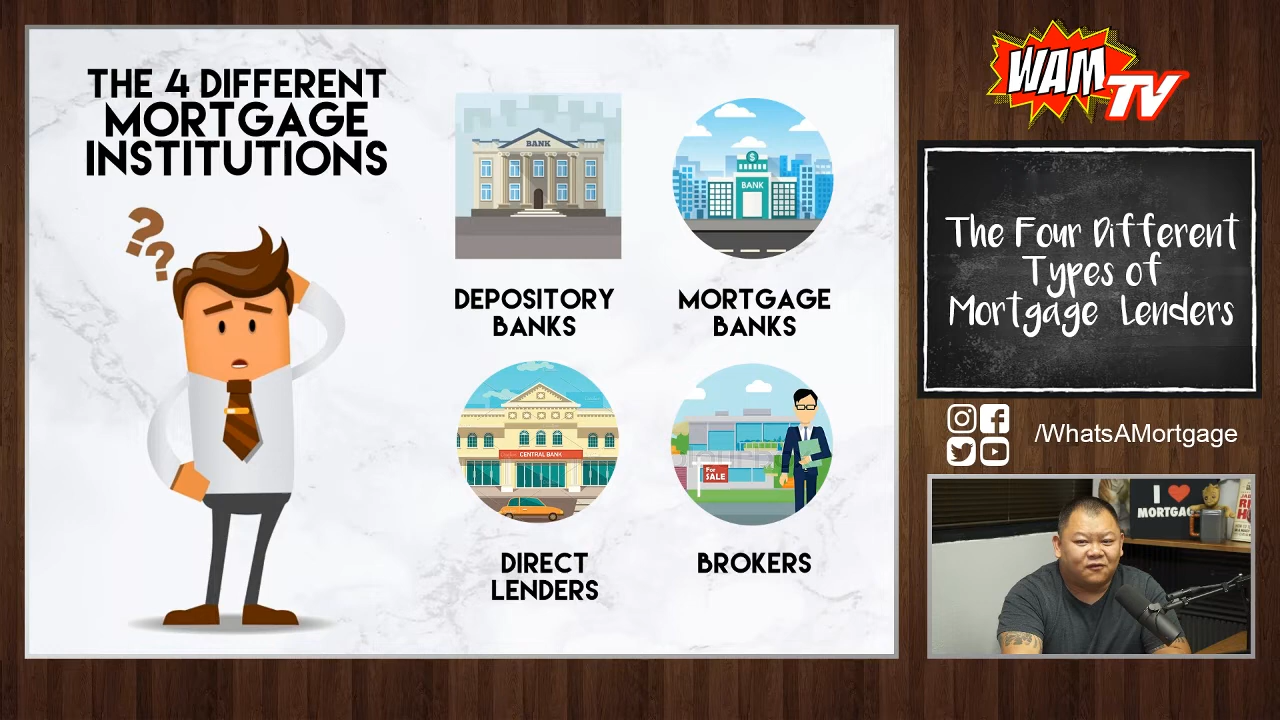 THE 4 DIFFERENT
MORTGAGE
INSTITUTIONS
??
BANK
DEPOSITORY
BANKS
$
BANK
MORTGAGE
BANKS
CENTRAL BANK
DIRECT
LENDERS
For
SALE
BROKERS
WAM
TV
The Four Different
Types of
Mortgage Lenders
/WhatsAMortgage
I ❤
MORTGAG